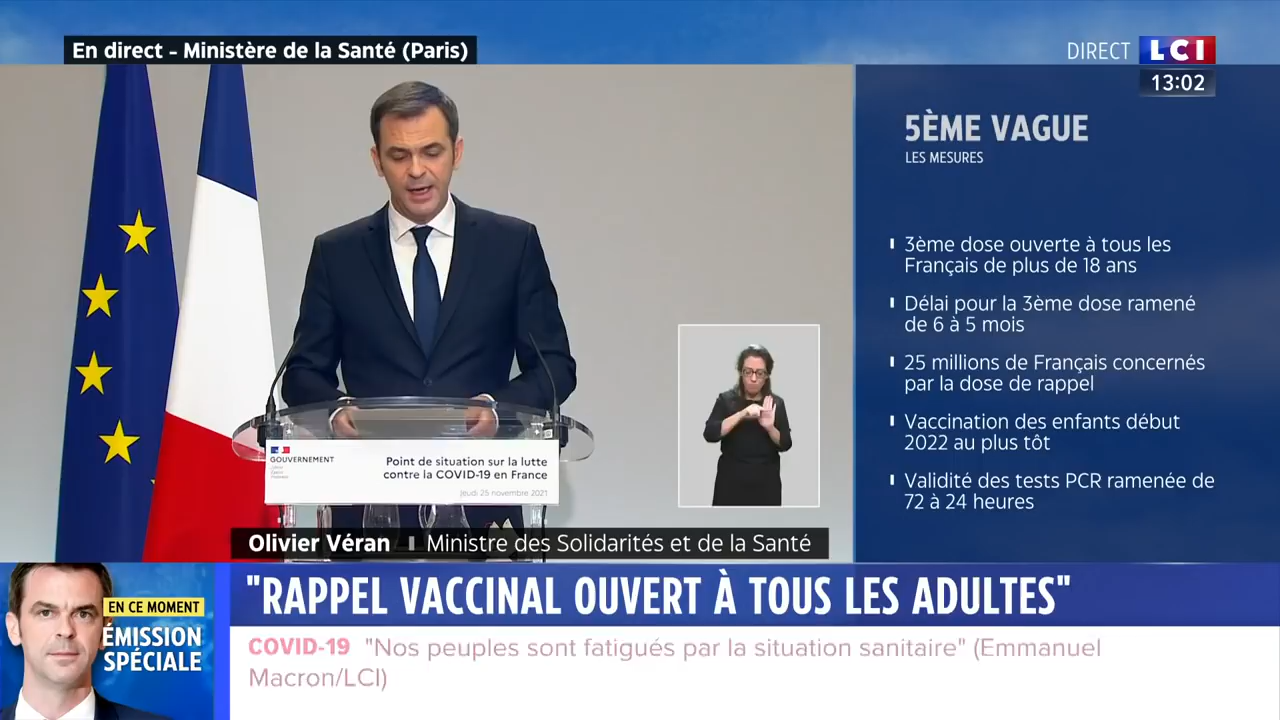 En direct - Ministère de la Santé (Paris)
DIRECT LCI
13:02
5ÈME VAGUE
LES MESURES
3ème dose ouverte à tous les
Français de plus de 18 ans
Délai pour la 3ème dose ramené
de 6 à 5 mois
25 millions de Français concernés
par la dose de rappel
Vaccination des enfants début
2022 au plus tôt
Validité des tests PCR ramenée de
72 à 24 heures
GOUVERNEMENT
Point de situation sur la lutte
contre la COVID-19 en France
Jeudi 25 novembre 2021
Olivier Véran Ministre des Solidarités et de la Santé
EN CE MOMENT
ÉMISSION
SPÉCIALE
"RAPPEL VACCINAL OUVERT À TOUS LES ADULTES"
COVID-19 "Nos peuples sont fatigués par la situation sanitaire" (Emmanuel
Macron/LCI)